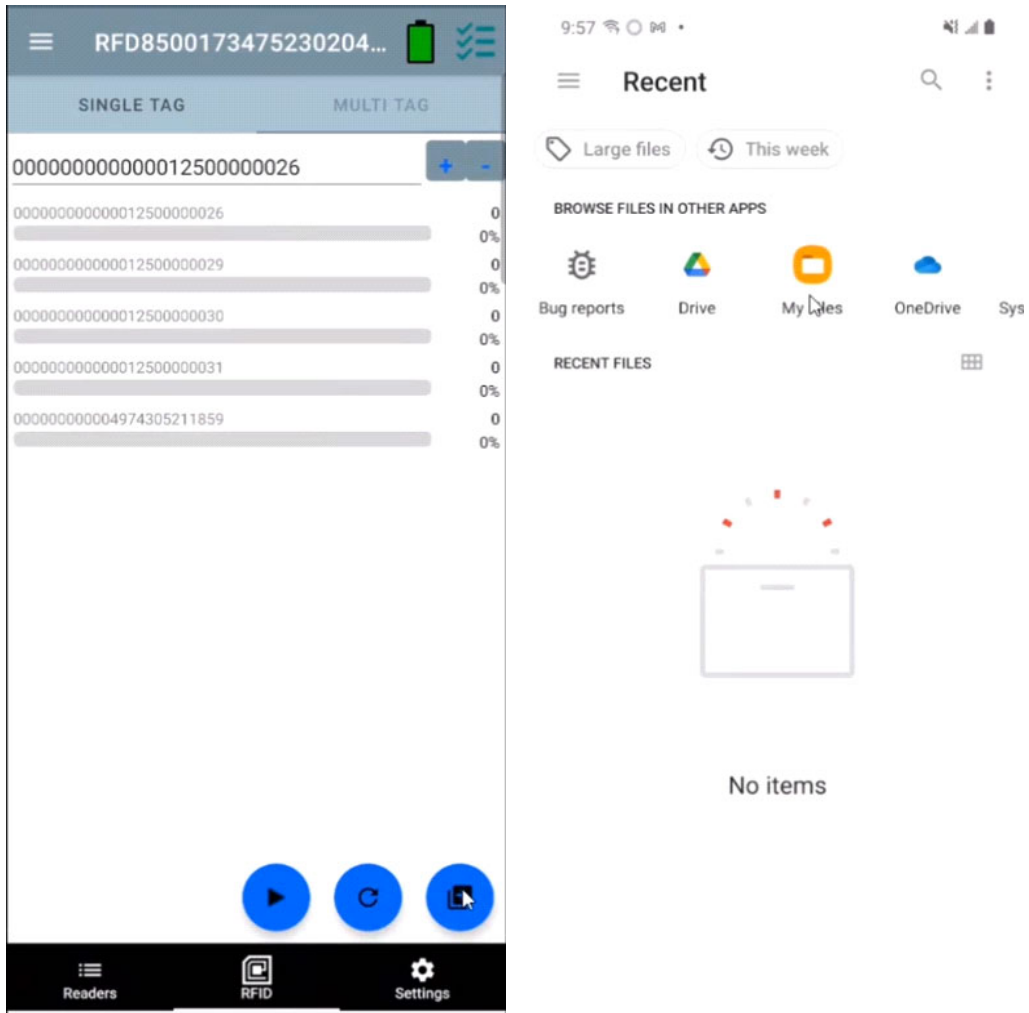 RFD8500173475230204...
SINGLE TAG
MULTI TAG
000000000000012500000026
+
-
000000000000012500000026
0
0%
000000000000012500000029
0
0%
000000000000012500000030
0
0%
000000000000012500000031
0
0%
000000000004974305211859
0
0%
Readers
RFID
Settings
9:57
Recent
Large files
This week
BROWSE FILES IN OTHER APPS
Bug reports
Drive
My files
OneDrive
Sys
RECENT FILES
No items